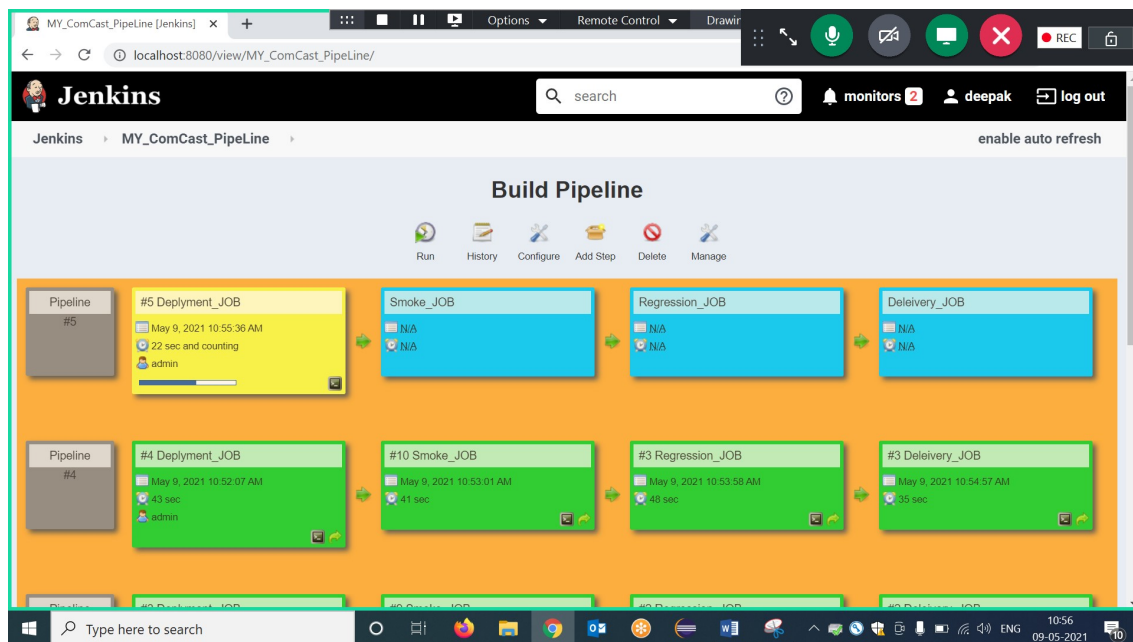 MY_ComCast_PipeLine [Jenkins]
Options
Remote Control
Drawin
REC
localhost:8080/view/MY_ComCast_PipeLine/
Jenkins
search
monitors 2
deepak
log out
Jenkins
MY_ComCast_PipeLine
enable auto refresh
Build Pipeline
Run
History
Configure
Add Step
Delete
Manage
Pipeline
#5
#5 Deplyment_JOB
May 9, 2021 10:55:36 AM
22 sec and counting
admin
Smoke_JOB
N/A
N/A
Regression_JOB
N/A
N/A
Deleivery_JOB
N/A
N/A
Pipeline
#4
#4 Deplyment_JOB
May 9, 2021 10:52:07 AM
43 sec
admin
#10 Smoke_JOB
May 9, 2021 10:53:01 AM
41 sec
#3 Regression_JOB
May 9, 2021 10:53:58 AM
48 sec
#3 Deleivery_JOB
May 9, 2021 10:54:57 AM
35 sec
Type here to search
ENG
10:56
09-05-2021
10